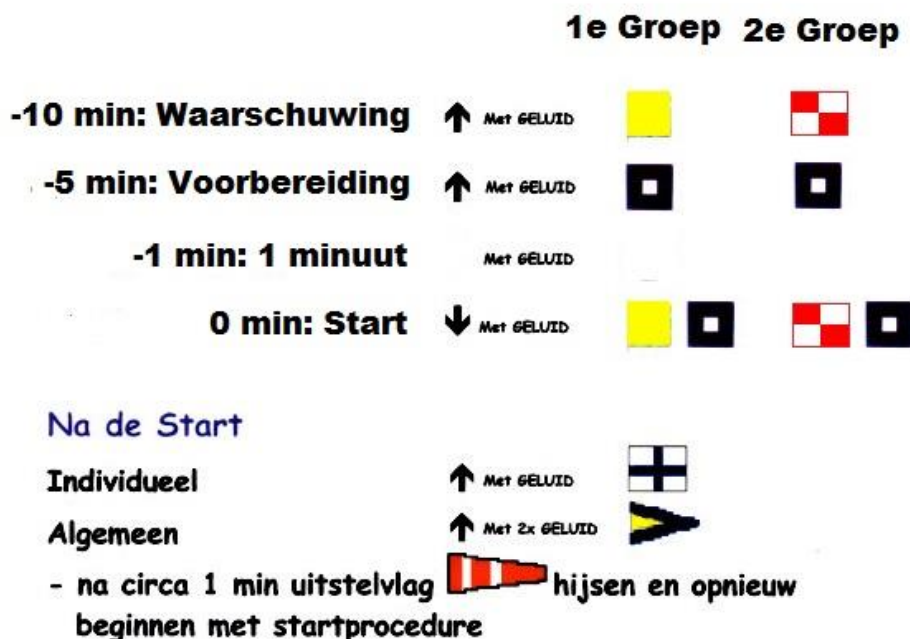 1e Groep 2e Groep
-10 min: Waarschuwing Met GELUID
-5 min: Voorbereiding Met GELUID
-1 min: 1 minuut Met GELUID
0 min: Start Met GELUID
Na de Start
Individueel Met GELUID
Algemeen Met 2x GELUID
- na circa 1 min uitstelvlag hijsen en opnieuw
beginnen met startprocedure